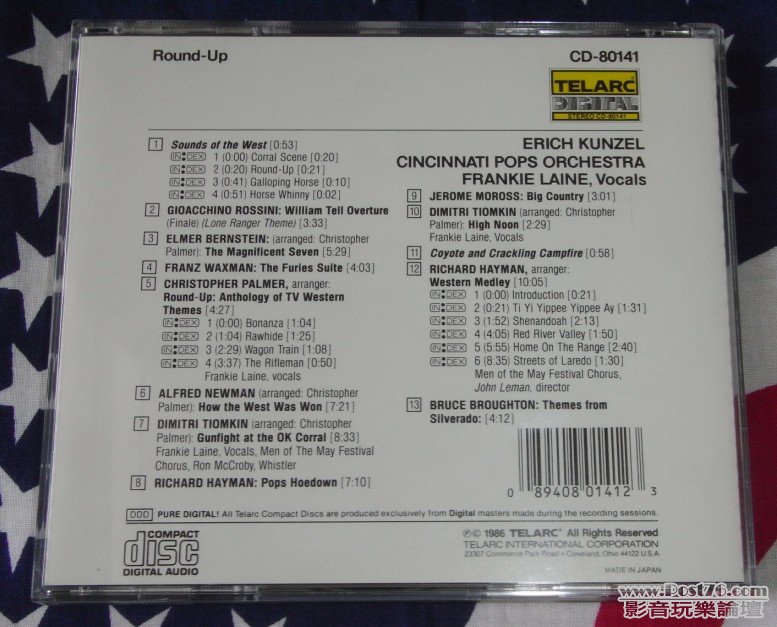 Round-Up
CD-80141
TELARC
DIGITAL
STEREO CD-80141
1 Sounds of the West [0:53]
INDEX 1 (0:00) Corral Scene [0:20]
INDEX 2 (0:20) Round-Up [0:21]
INDEX 3 (0:41) Galloping Horse [0:10]
INDEX 4 (0:51) Horse Whinny [0:02]
2 GIOACCHINO ROSSINI: William Tell Overture
(Finale) (Lone Ranger Theme) [3:33]
3 ELMER BERNSTEIN: (arranged: Christopher
Palmer): The Magnificent Seven [5:29]
4 FRANZ WAXMAN: The Furies Suite [4:03]
5 CHRISTOPHER PALMER, arranger:
Round-Up: Anthology of TV Western
Themes [4:27]
INDEX 1 (0:00) Bonanza [1:04]
INDEX 2 (1:04) Rawhide [1:25]
INDEX 3 (2:29) Wagon Train [1:08]
INDEX 4 (3:37) The Rifleman [0:50]
Frankie Laine, vocals
6 ALFRED NEWMAN (arranged: Christopher
Palmer): How the West Was Won [7:21]
7 DIMITRI TIOMKIN (arranged: Christopher
Palmer): Gunfight at the OK Corral [8:33]
Frankie Laine, Vocals, Men of The May Festival
Chorus, Ron McCroby, Whistler
8 RICHARD HAYMAN: Pops Hoedown [7:10]
ERICH KUNZEL
CINCINNATI POPS ORCHESTRA
FRANKIE LAINE, Vocals
9 JEROME MOROSS: Big Country [3:01]
10 DIMITRI TIOMKIN (arranged: Christopher
Palmer): High Noon [2:29]
Frankie Laine, Vocals
11 Coyote and Crackling Campfire [0:58]
12 RICHARD HAYMAN, arranger:
Western Medley [10:05]
INDEX 1 (0:00) Introduction [0:21]
INDEX 2 (0:21) Ti Yi Yippee Yippee Ay [1:31]
INDEX 3 (1:52) Shenandoah [2:13]
INDEX 4 (4:05) Red River Valley [1:50]
INDEX 5 (5:55) Home On The Range [2:40]
INDEX 6 (8:35) Streets of Laredo [1:30]
Men of the May Festival Chorus,
John Leman, director
13 BRUCE BROUGHTON: Themes from
Silverado: [4:12]
0 89408 01412 3
DDD PURE DIGITAL! All Telarc Compact Discs are produced exclusively from Digital masters made during the recording sessions.
COMPACT
disc
DIGITAL AUDIO
℗© 1986 TELARC® All Rights Reserved
TELARC INTERNATIONAL CORPORATION
23307 Commerce Park Road • Cleveland, Ohio 44122 U.S.A.
MADE IN JAPAN
www.Post76.com
影音玩樂論壇